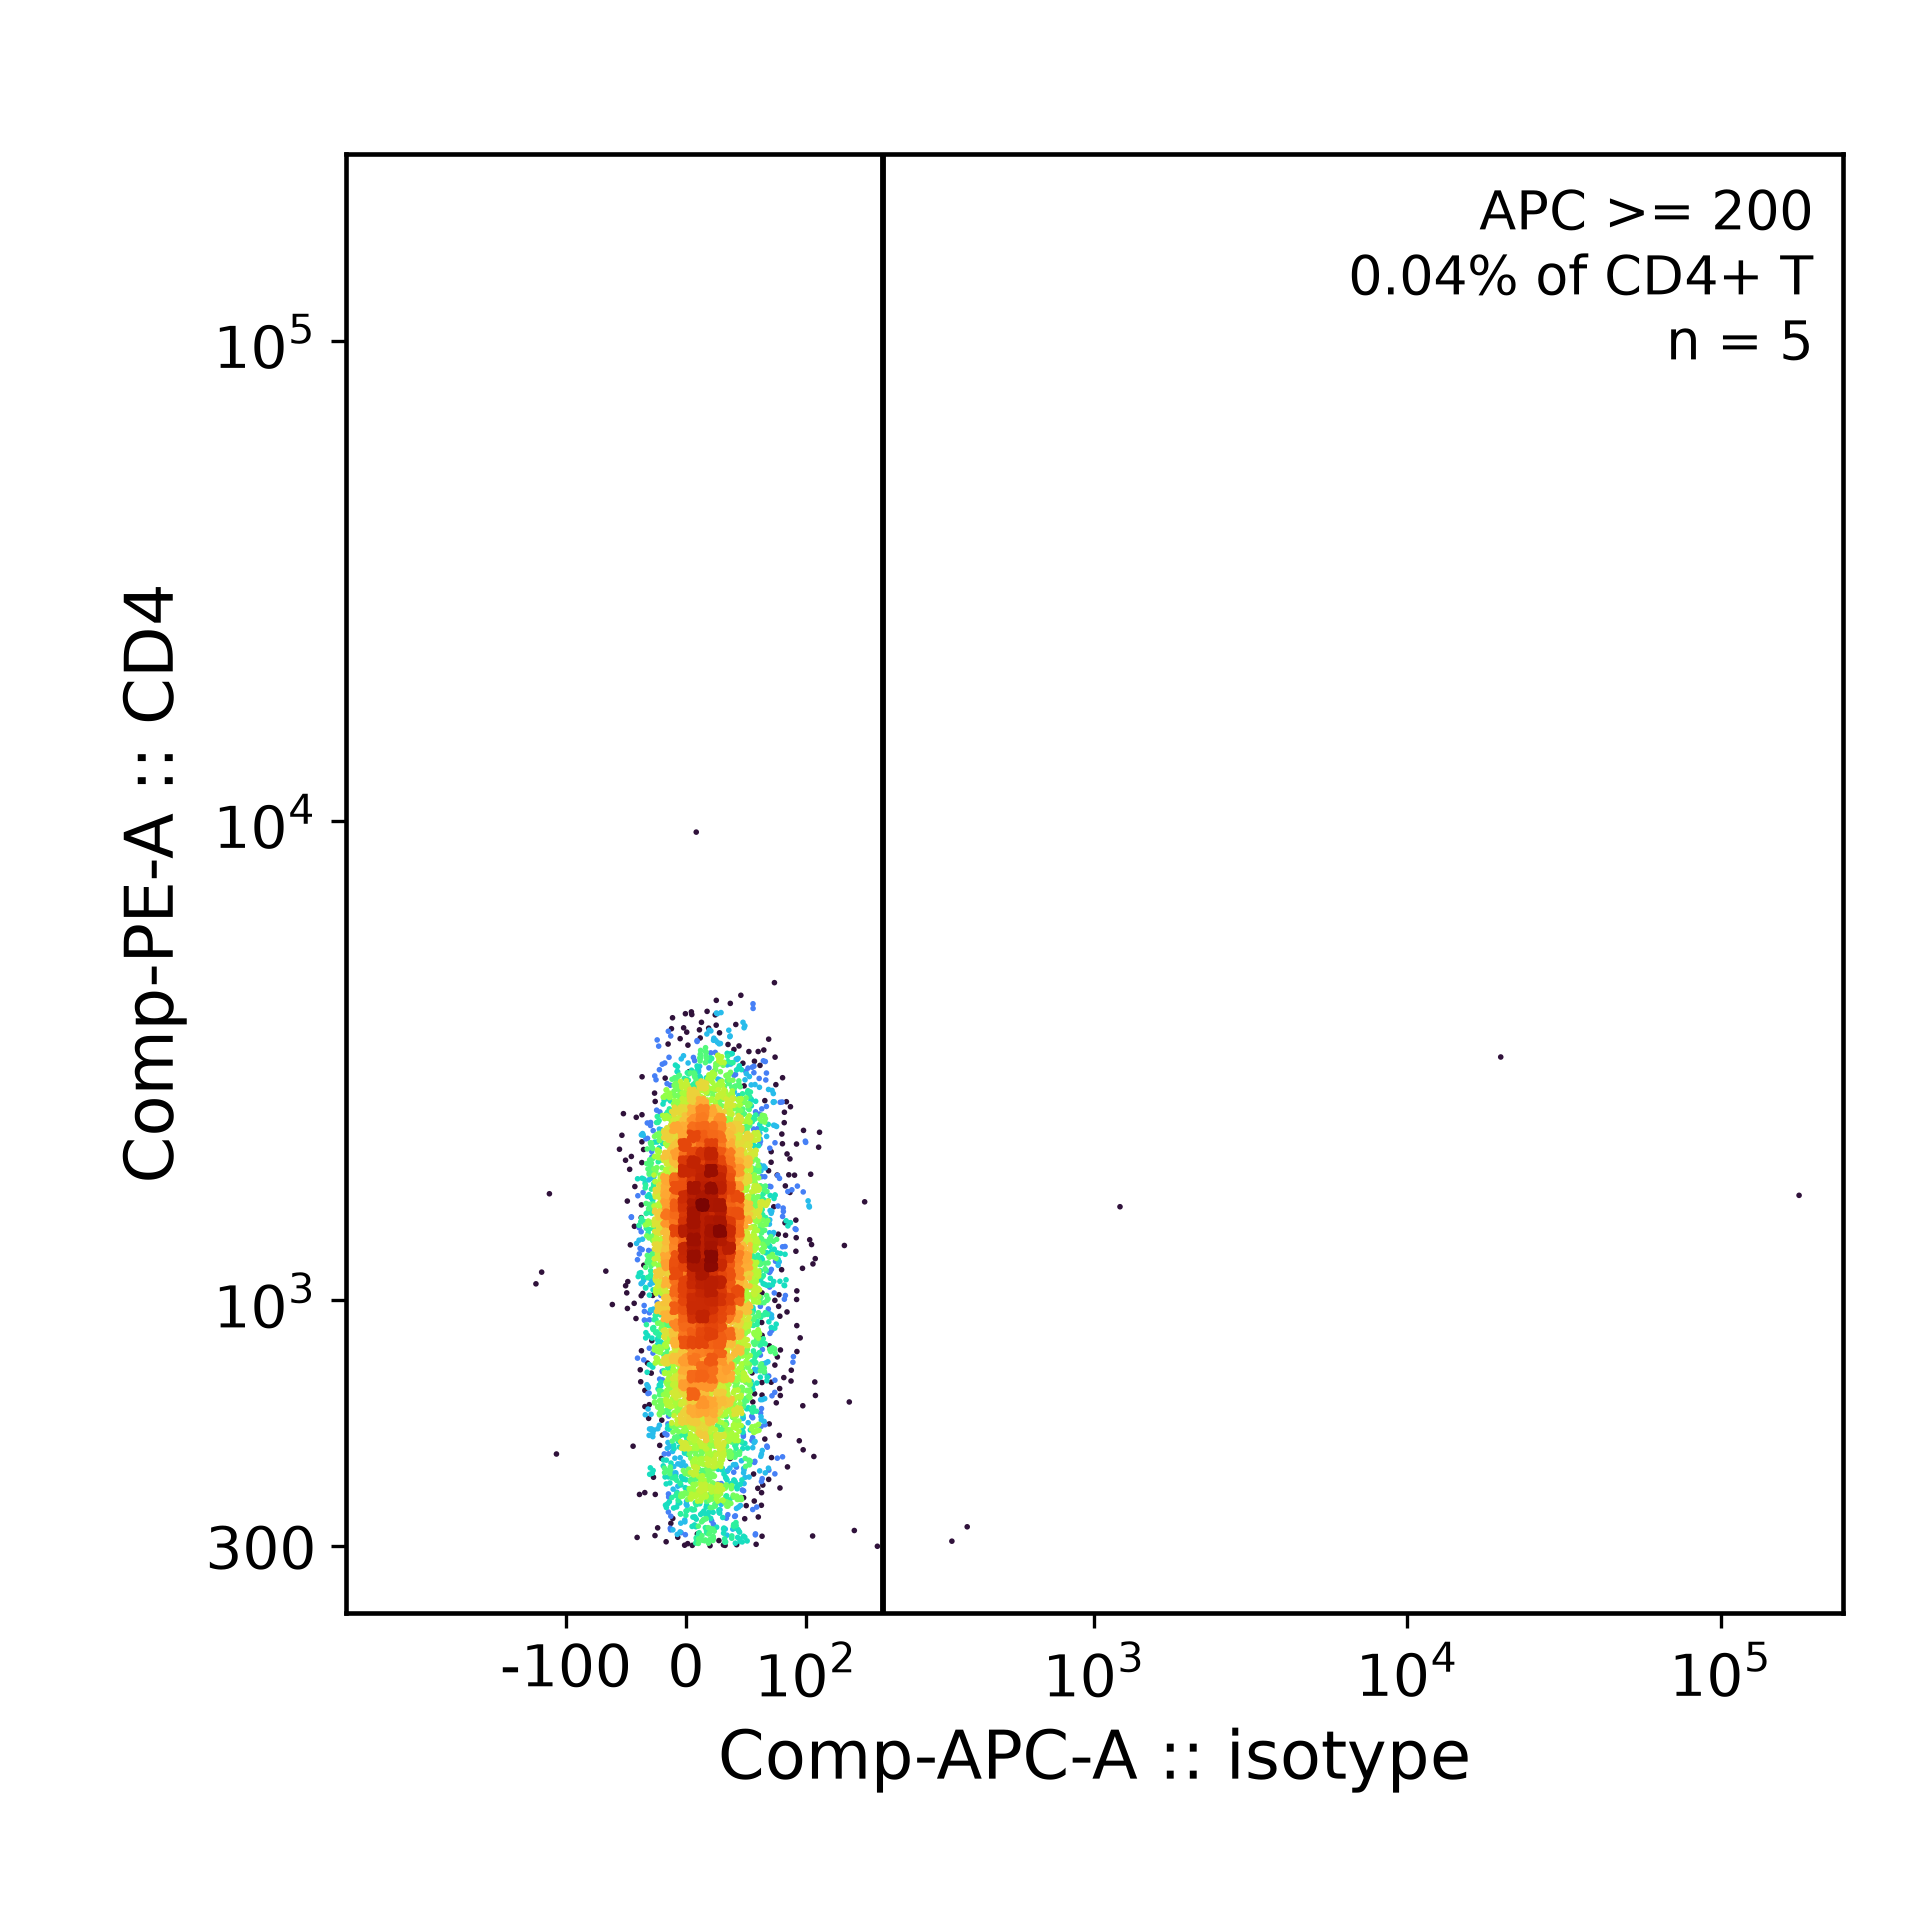 APC >= 200
0.04% of CD4+ T
n = 5
10⁵
10⁴
10³
300
Comp-PE-A :: CD4
-100 0 10² 10³ 10⁴ 10⁵
Comp-APC-A :: isotype